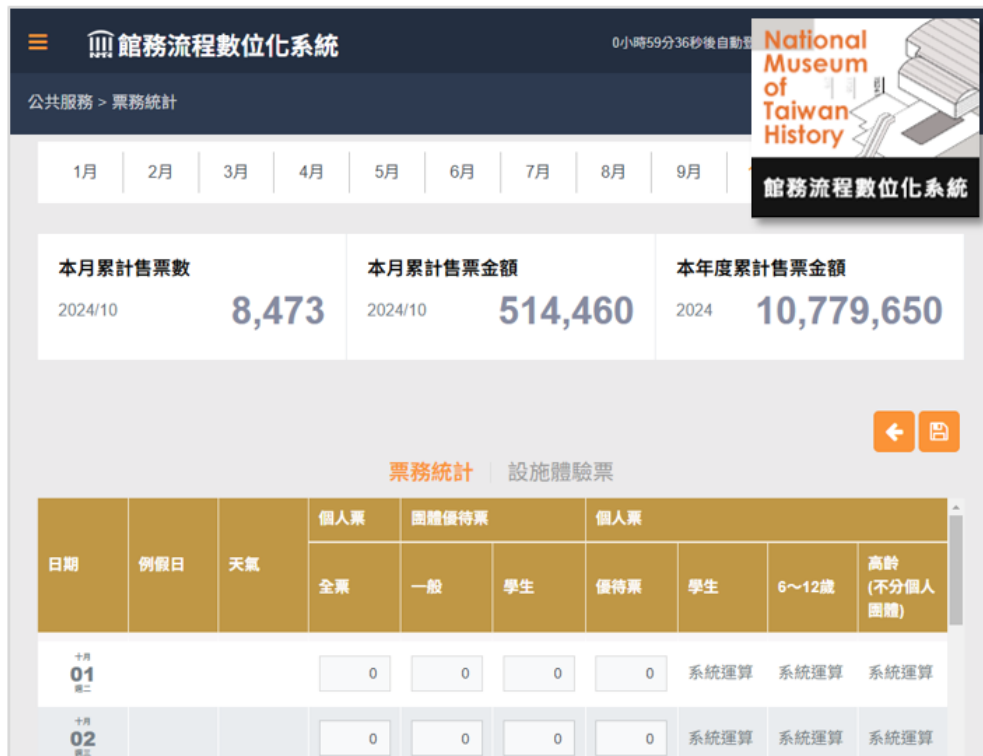 館務流程數位化系統
0小時59分36秒後自動登
National
Museum
of
Taiwan
History
館務流程數位化系統
公共服務 > 票務統計
1月 2月 3月 4月 5月 6月 7月 8月 9月
本月累計售票數 本月累計售票金額 本年度累計售票金額
2024/10 8,473 2024/10 514,460 2024 10,779,650
票務統計 設施體驗票
日期 例假日 天氣 個人票 團體優待票 個人票
全票 一般 學生 優待票 學生 6～12歲 高齡
(不分個人
團體)
十月
01
週二
0 0 0 0 系統運算 系統運算 系統運算
十月
02
週三
0 0 0 0 系統運算 系統運算 系統運算